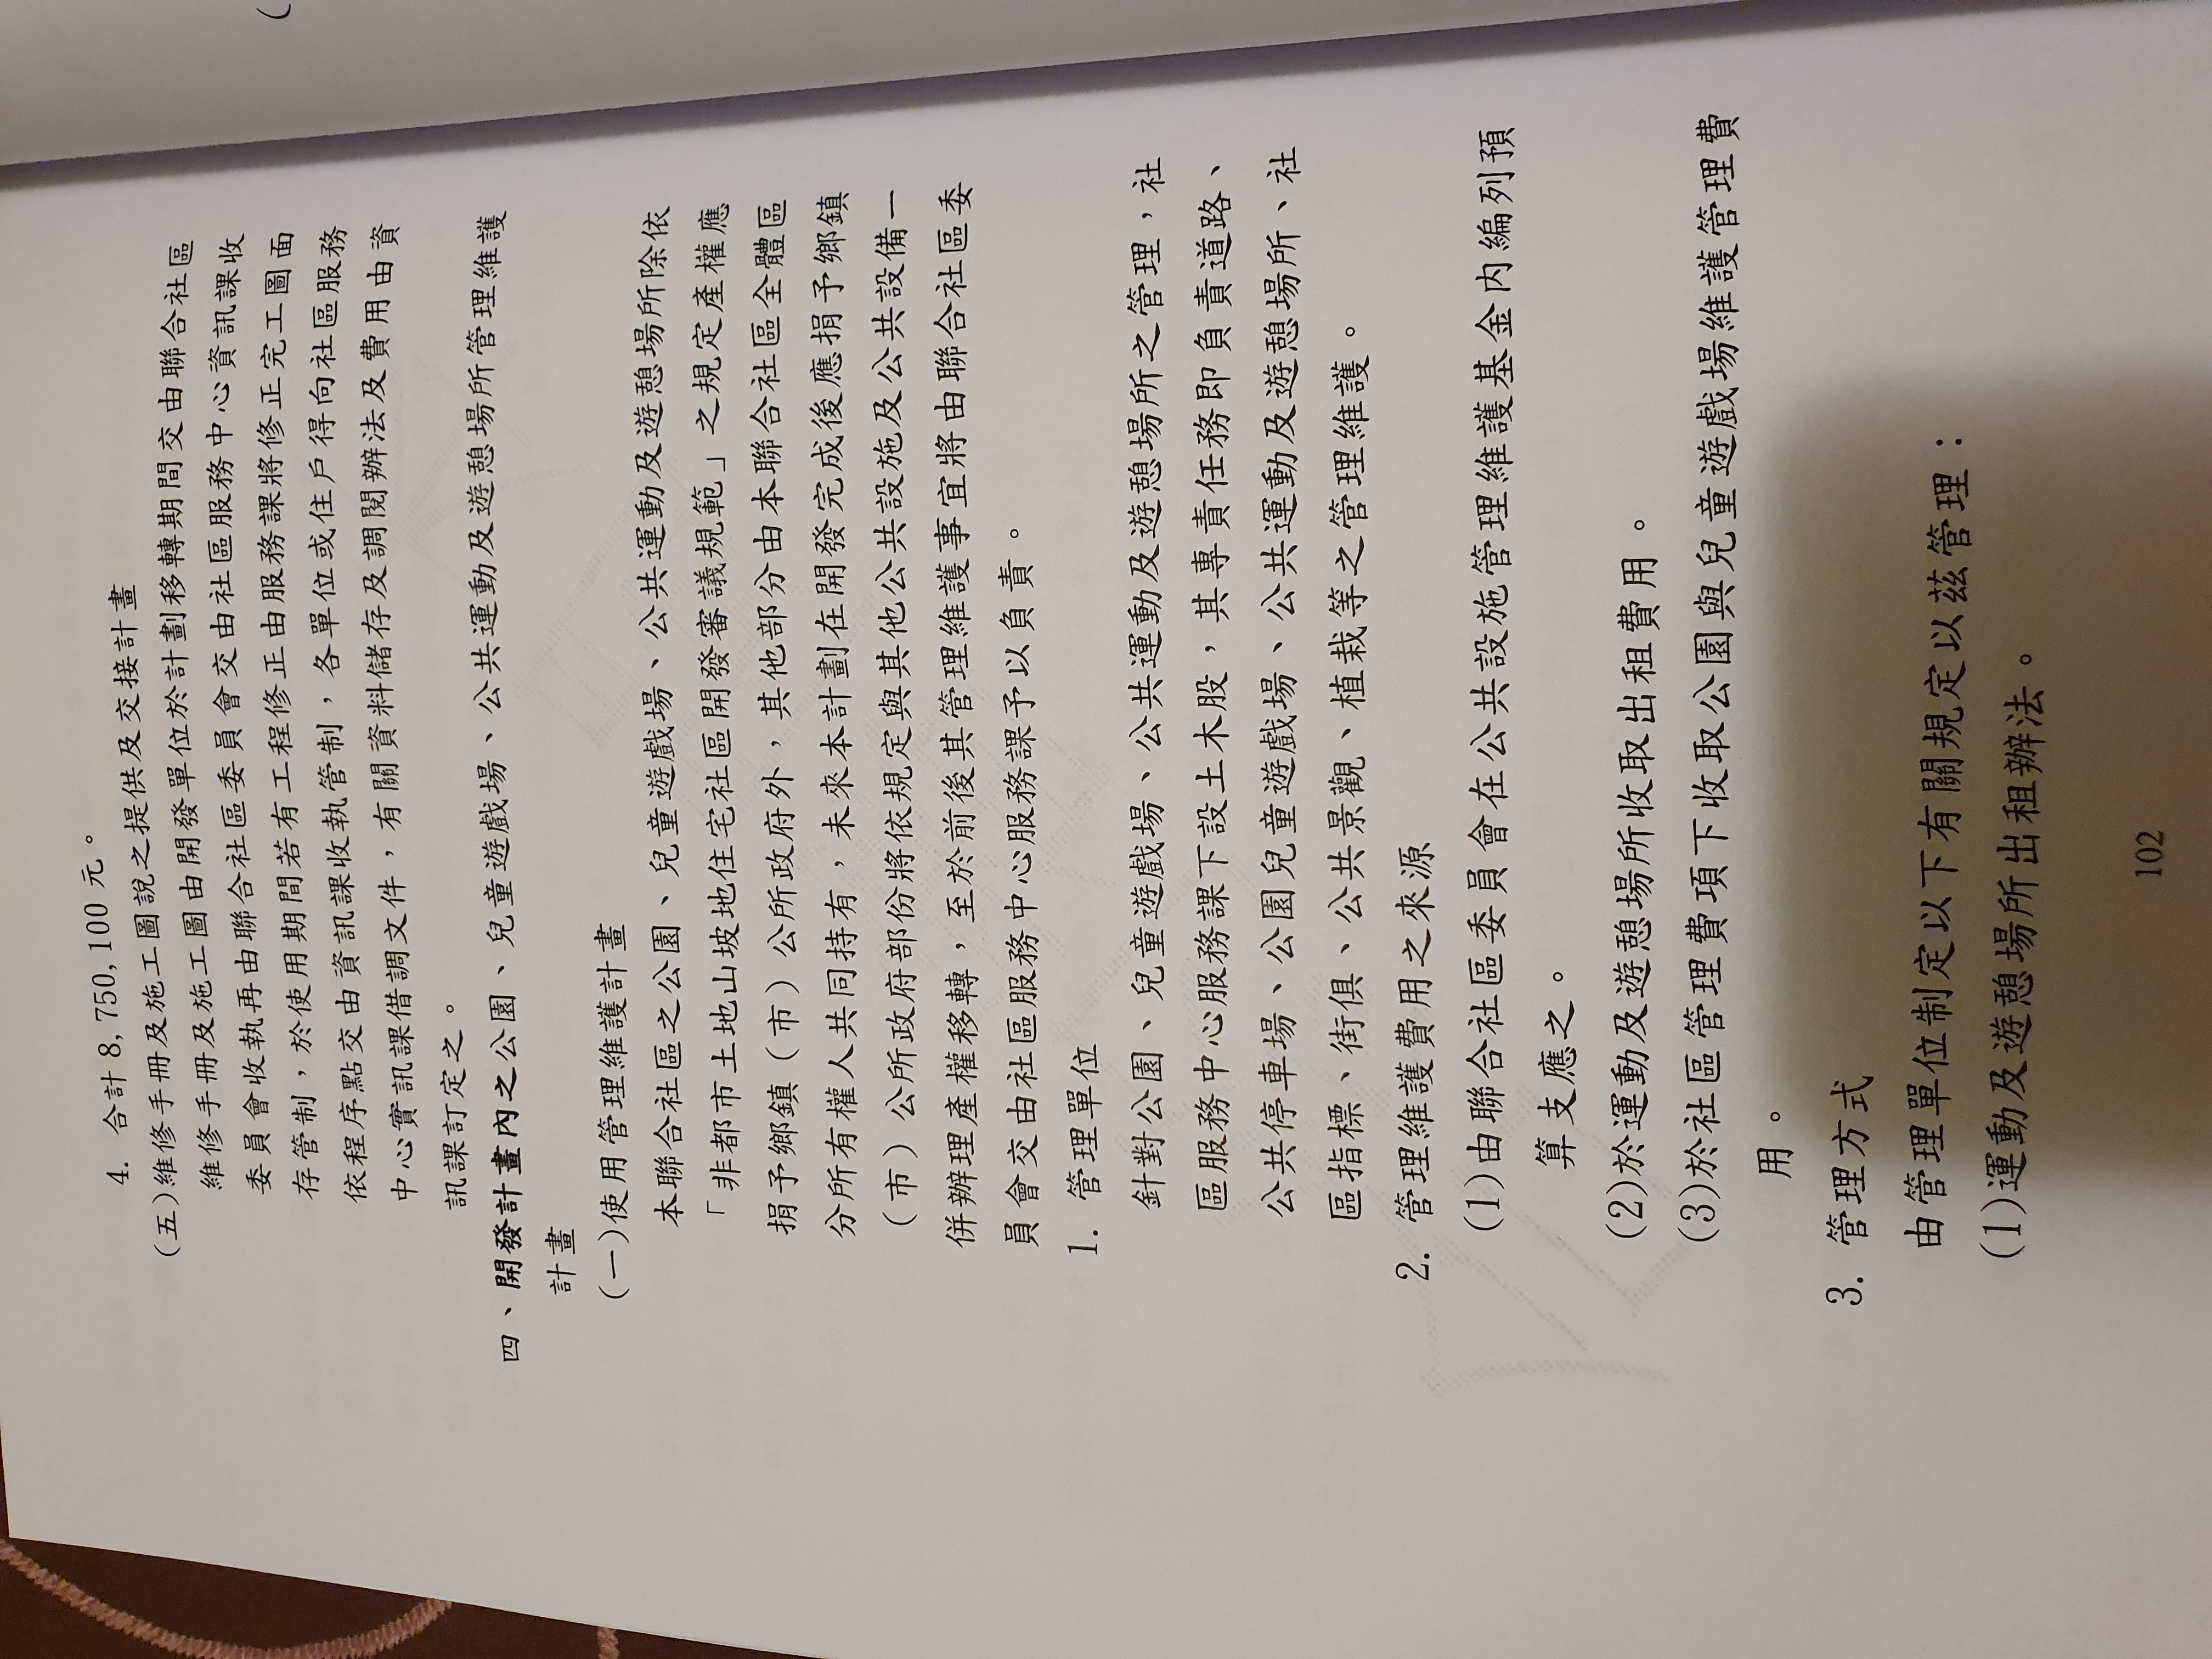 4. 合計 8,750,100 元。
(五)維修手冊及施工圖說之提供及交接計畫
維修手冊及施工圖由開發單位於計劃移轉期間交由聯合社區
委員會收執再由聯合社區委員會交由社區服務中心資訊課收
存管制，於使用期間若有工程修正由服務課將修正完工圖面
依程序點交由資訊課收執管制，各單位或住戶得向社區服務
中心實訊課借調文件，有關資料儲存及調閱辦法及費用由資
訊課訂定之。
四、開發計畫內之公園、兒童遊戲場、公共運動及遊憩場所管理維護
計畫
(一)使用管理維護計畫
本聯合社區之公園、兒童遊戲場、公共運動及遊憩場所除依
「非都市土地山坡地住宅社區開發審議規範」之規定產權應
捐予鄉鎮（市）公所政府外，其他部分由本聯合社區全體區
分所有權人共同持有，未來本計劃在開發完成後應捐予鄉鎮
（市）公所政府部份將依規定與其他公共設施及公共設備一
併辦理產權移轉，至於前後其管理維護事宜將由聯合社區委
員會交由社區服務中心服務課予以負責。
1. 管理單位
針對公園、兒童遊戲場、公共運動及遊憩場所之管理，社
區服務中心服務課下設土木股，其專責任務即負責道路、
公共停車場、公園兒童遊戲場、公共運動及遊憩場所、社
區指標、街俱、公共景觀、植栽等之管理維護。
2. 管理維護費用之來源
(1)由聯合社區委員會在公共設施管理維護基金內編列預
算支應之。
(2)於運動及遊憩場所收取出租費用。
(3)於社區管理費項下收取公園與兒童遊戲場維護管理費
用。
3. 管理方式
由管理單位制定以下有關規定以茲管理：
(1)運動及遊憩場所出租辦法。
102